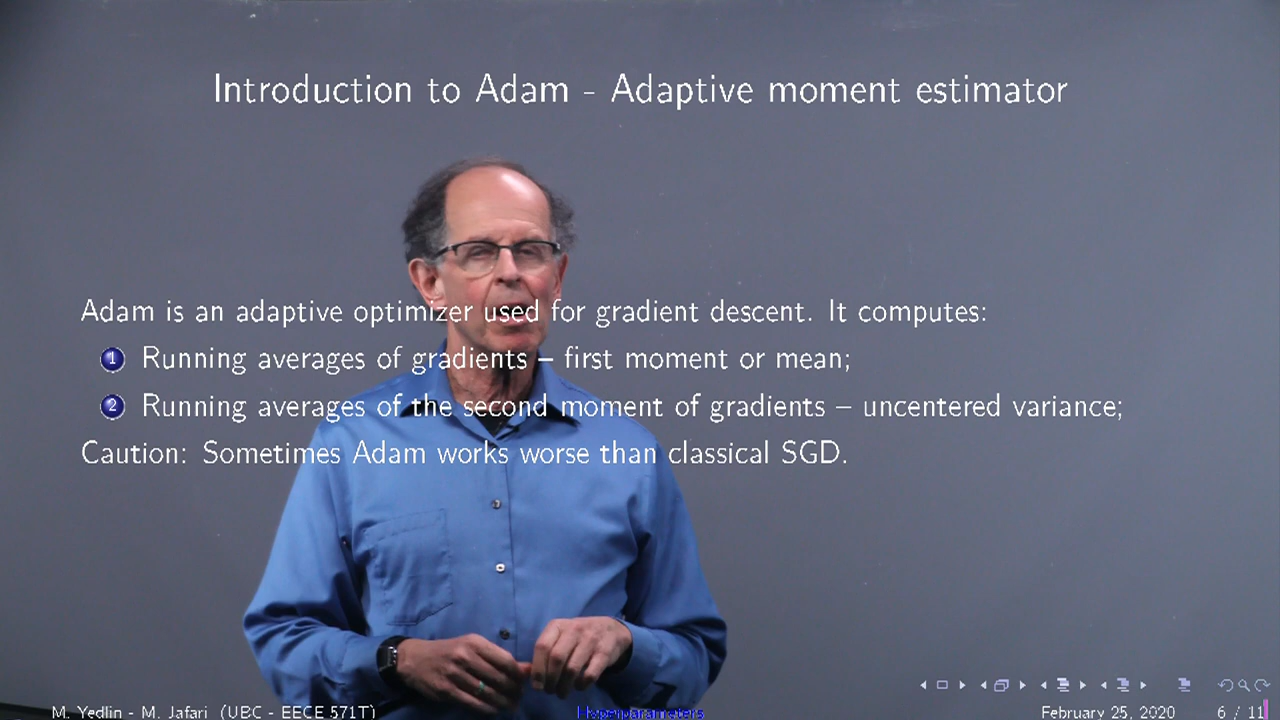 Introduction to Adam - Adaptive moment estimator
Adam is an adaptive optimizer used for gradient descent. It computes:
1 Running averages of gradients – first moment or mean;
2 Running averages of the second moment of gradients – uncentered variance;
Caution: Sometimes Adam works worse than classical SGD.
M. Yedlin - M. Jafari (UBC - EECE 571T) Hyperparameters February 25, 2020 6 / 11